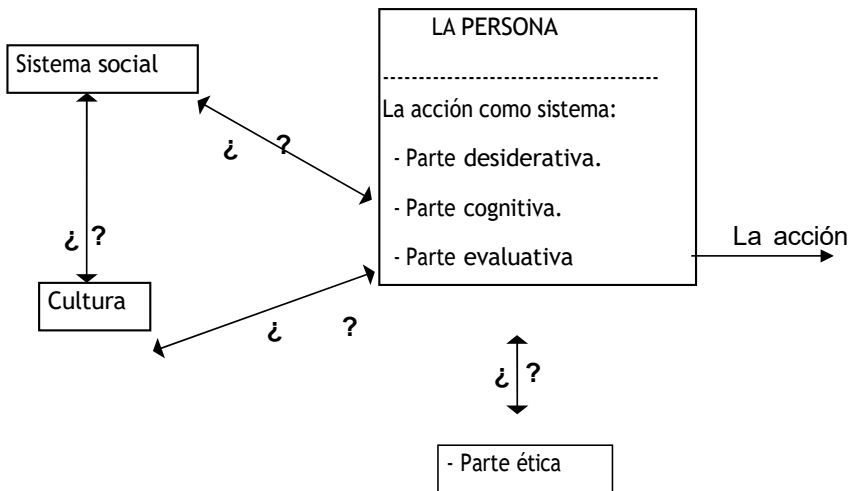 LA PERSONA
Sistema social
-------------------------------------
La acción como sistema:
¿ ?
- Parte desiderativa.
- Parte cognitiva.
¿ ?
La acción
- Parte evaluativa
Cultura
¿ ?
¿ ?
- Parte ética